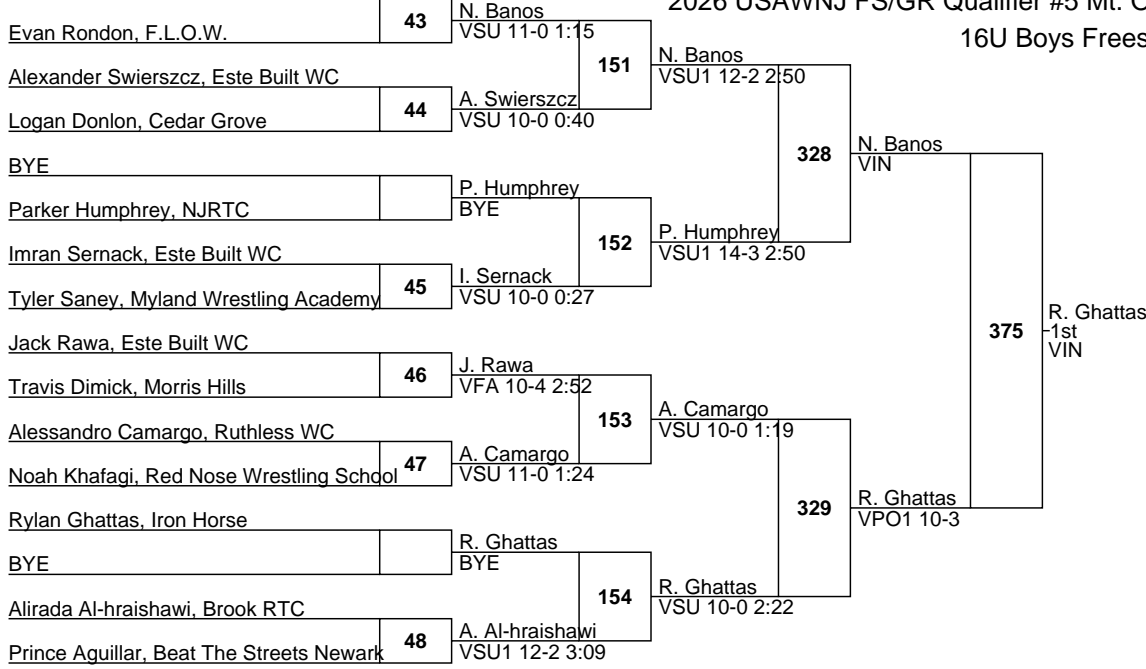 2026 USAWNJ FS/GR Qualifier #5 Mt. O
16U Boys Frees
43
Evan Rondon, F.L.O.W.
N. Banos
VSU 11-0 1:15
Alexander Swierszcz, Este Built WC
44
Logan Donlon, Cedar Grove
A. Swierszcz
VSU 10-0 0:40
151
N. Banos
VSU1 12-2 2:50
BYE
Parker Humphrey, NJRTC
P. Humphrey
BYE
Imran Sernack, Este Built WC
45
Tyler Saney, Myland Wrestling Academy
I. Sernack
VSU 10-0 0:27
152
P. Humphrey
VSU1 14-3 2:50
328
N. Banos
VIN
Jack Rawa, Este Built WC
46
Travis Dimick, Morris Hills
J. Rawa
VFA 10-4 2:52
Alessandro Camargo, Ruthless WC
47
Noah Khafagi, Red Nose Wrestling School
A. Camargo
VSU 11-0 1:24
153
A. Camargo
VSU 10-0 1:19
Rylan Ghattas, Iron Horse
BYE
R. Ghattas
BYE
Alirada Al-hraishawi, Brook RTC
48
Prince Aguillar, Beat The Streets Newark
A. Al-hraishawi
VSU1 12-2 3:09
154
R. Ghattas
VSU 10-0 2:22
329
R. Ghattas
VPO1 10-3
375
R. Ghattas
1st
VIN